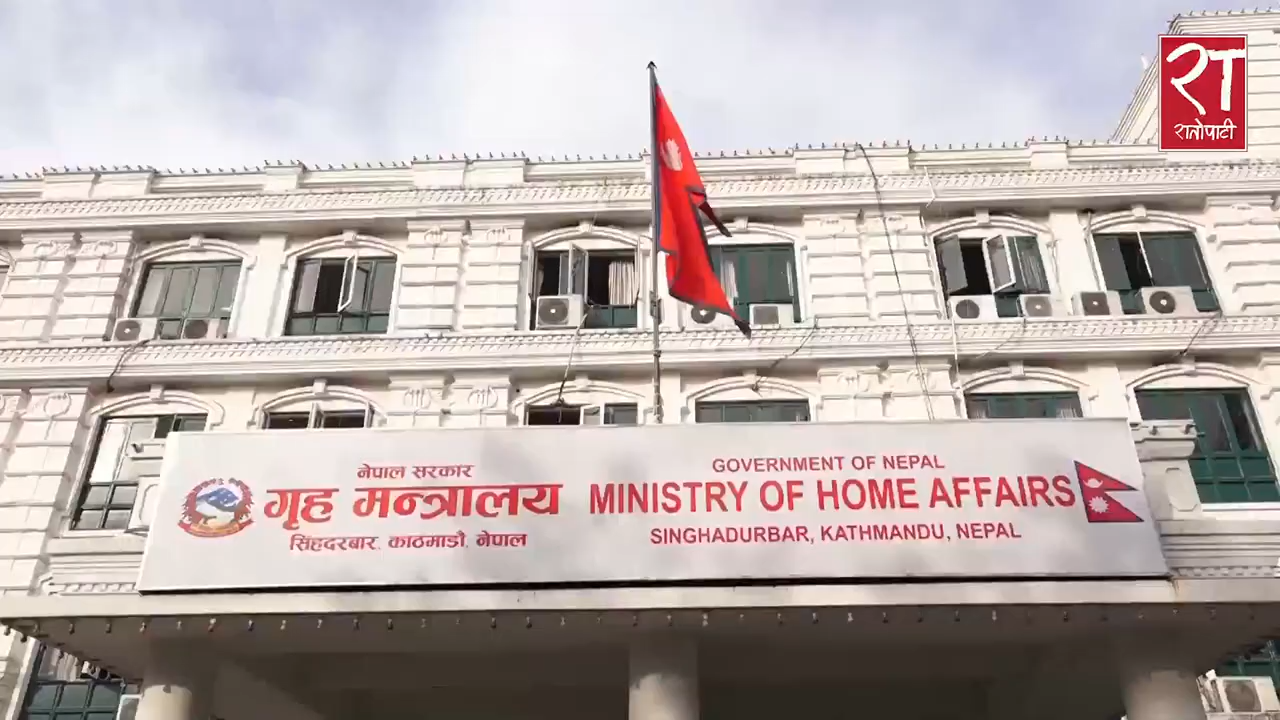 रा
रातोपाटी
नेपाल सरकार
गृह मन्त्रालय
सिंहदरबार, काठमाडौं, नेपाल
GOVERNMENT OF NEPAL
MINISTRY OF HOME AFFAIRS
SINGHADURBAR, KATHMANDU, NEPAL